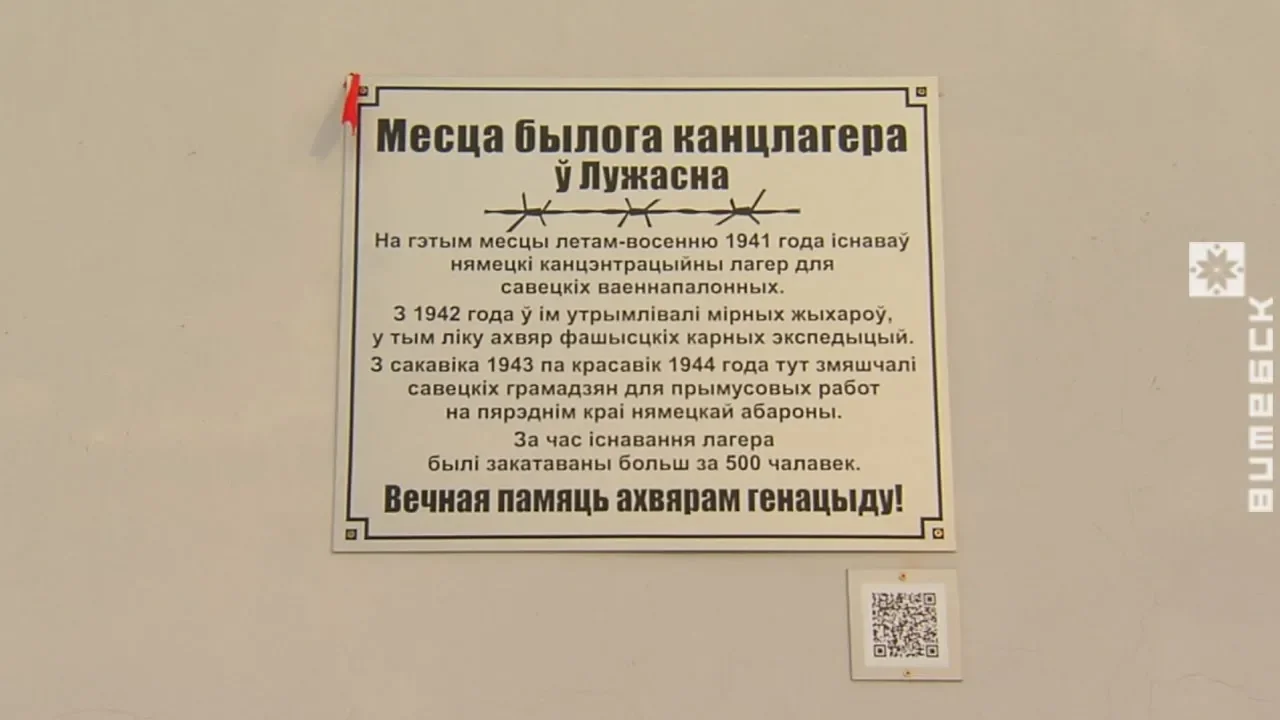 Месца былога канцлагера
ў Лужасна
На гэтым месцы летам-восенню 1941 года існаваў
нямецкі канцэнтрацыйны лагер для
савецкіх ваеннапалонных.
З 1942 года ў ім утрымлівалі мірных жыхароў,
у тым ліку ахвяр фашысцкіх карных экспедыцый.
З сакавіка 1943 па красавік 1944 года тут змяшчалі
савецкіх грамадзян для прымусовых работ
на пярэднім краі нямецкай абароны.
За час існавання лагера
былі закатаваны больш за 500 чалавек.
Вечная памяць ахвярам генацыду!
витебск